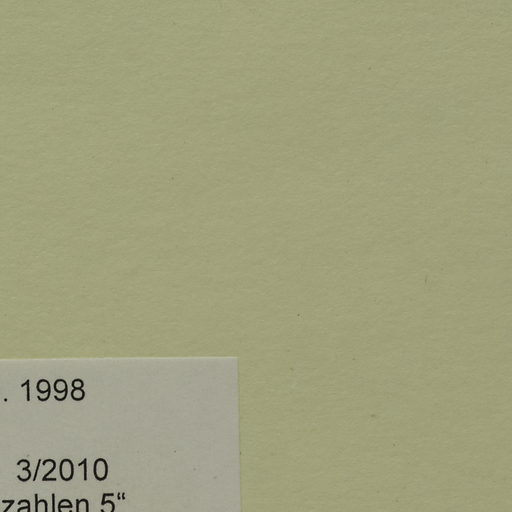 . 1998
3/2010
zahlen 5“